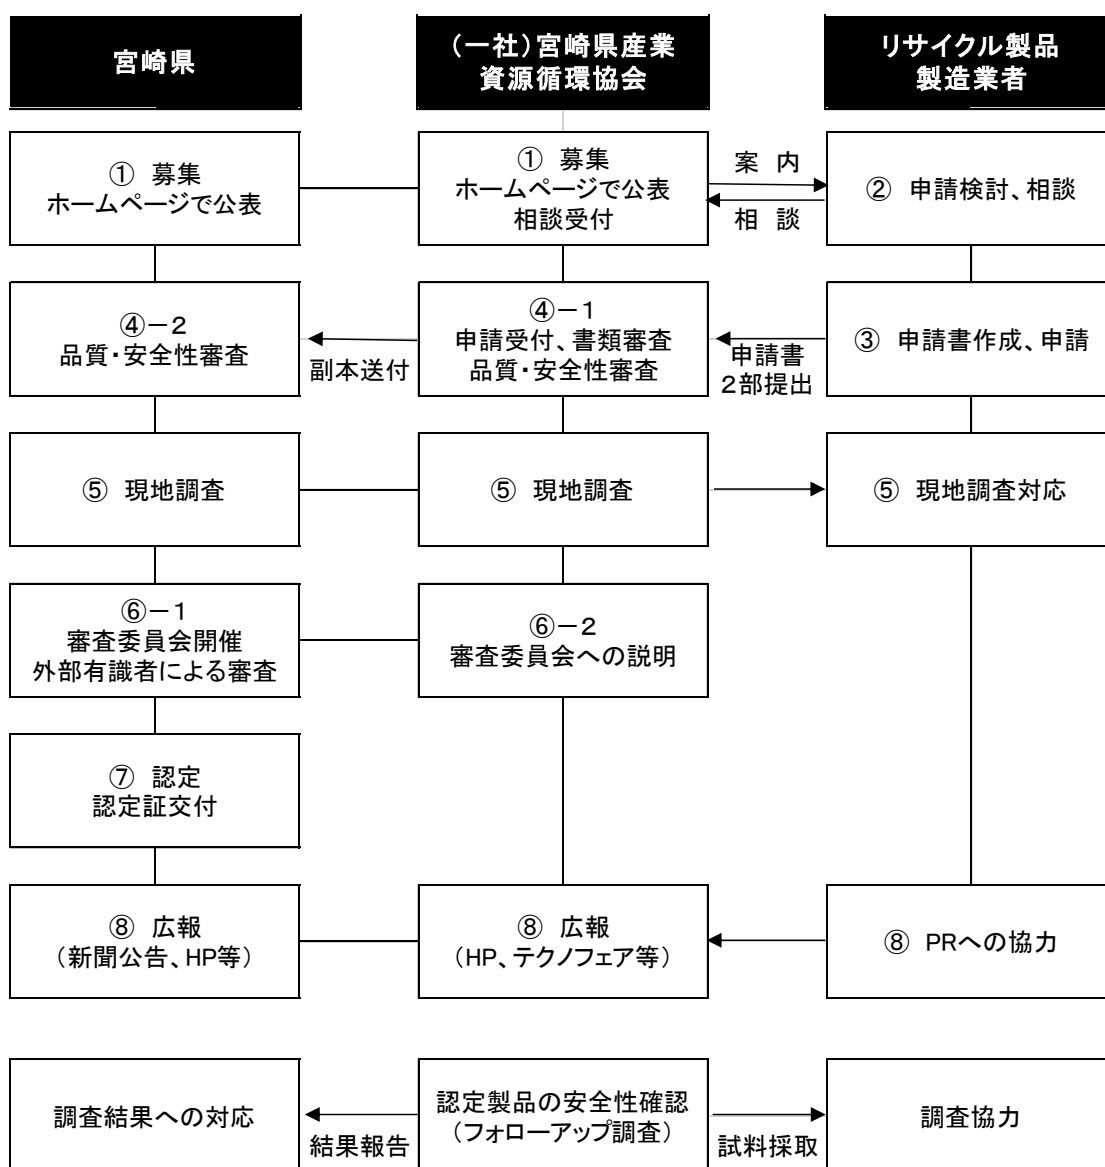 宮崎県
（一社）宮崎県産業
資源循環協会
リサイクル製品
製造業者
① 募集
ホームページで公表
① 募集
ホームページで公表
相談受付
案 内
相 談
② 申請検討、相談
④－２
品質・安全性審査
副本送付
④－１
申請受付、書類審査
品質・安全性審査
申請書
２部提出
③ 申請書作成、申請
⑤ 現地調査
⑤ 現地調査
⑤ 現地調査対応
⑥－１
審査委員会開催
外部有識者による審査
⑥－２
審査委員会への説明
⑦ 認定
認定証交付
⑧ 広報
（新聞公告、HP等）
⑧ 広報
（HP、テクノフェア等）
⑧ PRへの協力
調査結果への対応
結果報告
認定製品の安全性確認
（フォローアップ調査）
試料採取
調査協力